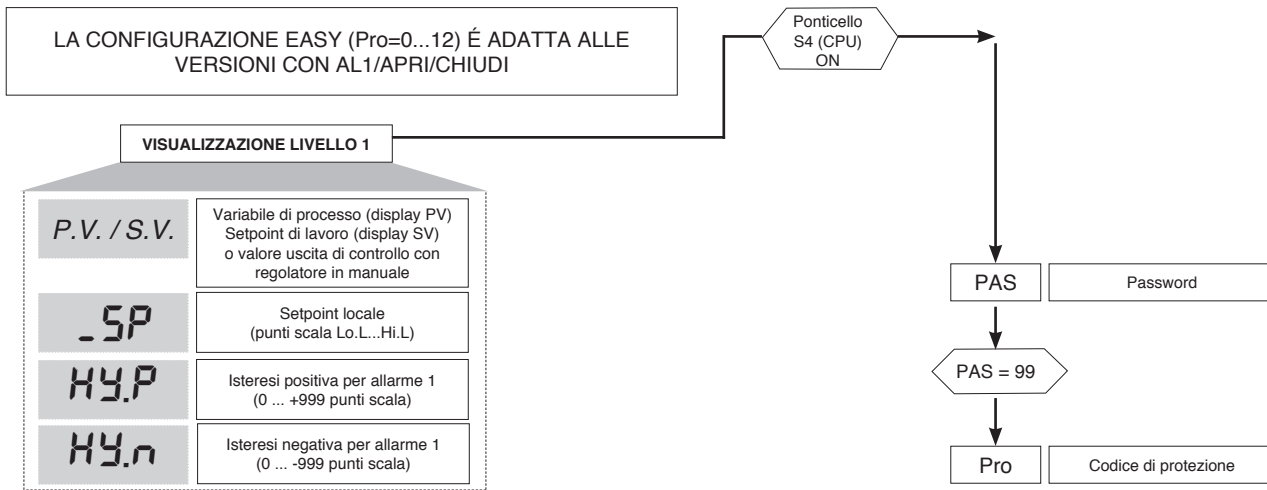 LA CONFIGURAZIONE EASY (Pro=0...12) É ADATTA ALLE
VERSIONI CON AL1/APRI/CHIUDI
Ponticello
S4 (CPU)
ON
VISUALIZZAZIONE LIVELLO 1
P.V. / S.V.
Variabile di processo (display PV)
Setpoint di lavoro (display SV)
o valore uscita di controllo con
regolatore in manuale
_SP
Setpoint locale
(punti scala Lo.L...Hi.L)
HY.P
Isteresi positiva per allarme 1
(0 ... +999 punti scala)
HY.n
Isteresi negativa per allarme 1
(0 ... -999 punti scala)
PAS
Password
PAS = 99
Pro
Codice di protezione